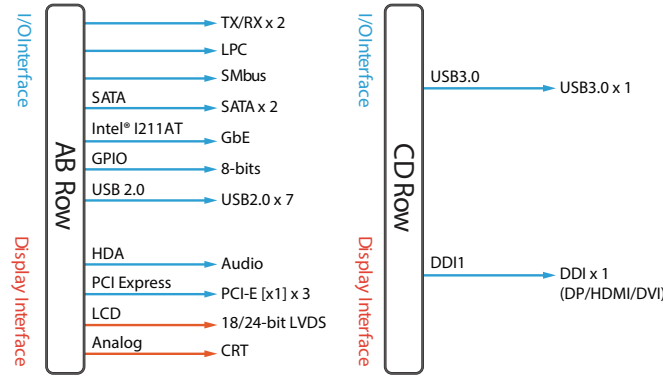 I/OInterface
Display Interface
AB Row
TX/RX x 2
LPC
SMbus
SATA
SATA x 2
Intel® I211AT
GbE
GPIO
8-bits
USB 2.0
USB2.0 x 7
HDA
Audio
PCI Express
PCI-E [x1] x 3
LCD
18/24-bit LVDS
Analog
CRT
I/OInterface
Display Interface
CD Row
USB3.0
USB3.0 x 1
DDI1
DDI x 1
(DP/HDMI/DVI)